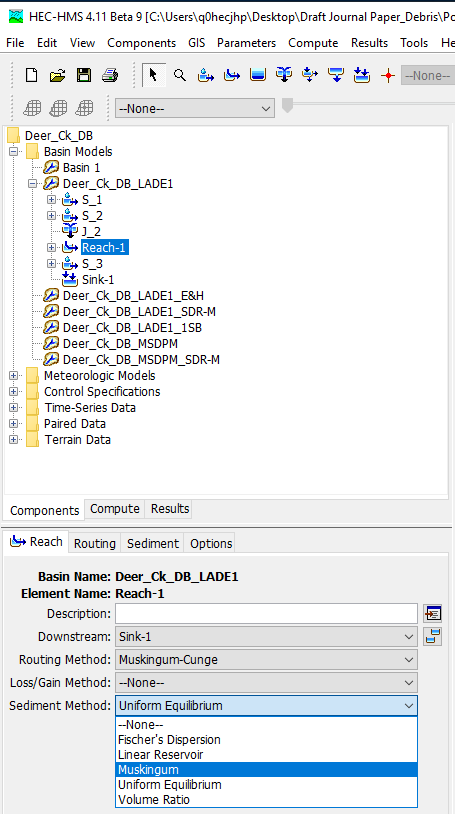 HEC-HMS 4.11 Beta 9 [C:\Users\q0hecjhp\Desktop\Draft Journal Paper_Debris\Po
File Edit View Components GIS Parameters Compute Results Tools He
--None--
--None--
Deer_Ck_DB
Basin Models
Basin 1
Deer_Ck_DB_LADE1
S_1
S_2
J_2
Reach-1
S_3
Sink-1
Deer_Ck_DB_LADE1_E&H
Deer_Ck_DB_LADE1_SDR-M
Deer_Ck_DB_LADE1_1SB
Deer_Ck_DB_MSDPM
Deer_Ck_DB_MSDPM_SDR-M
Meteorologic Models
Control Specifications
Time-Series Data
Paired Data
Terrain Data
Components Compute Results
Reach Routing Sediment Options
Basin Name: Deer_Ck_DB_LADE1
Element Name: Reach-1
Description:
Downstream: Sink-1
Routing Method: Muskingum-Cunge
Loss/Gain Method: --None--
Sediment Method: Uniform Equilibrium
--None--
Fischer's Dispersion
Linear Reservoir
Muskingum
Uniform Equilibrium
Volume Ratio